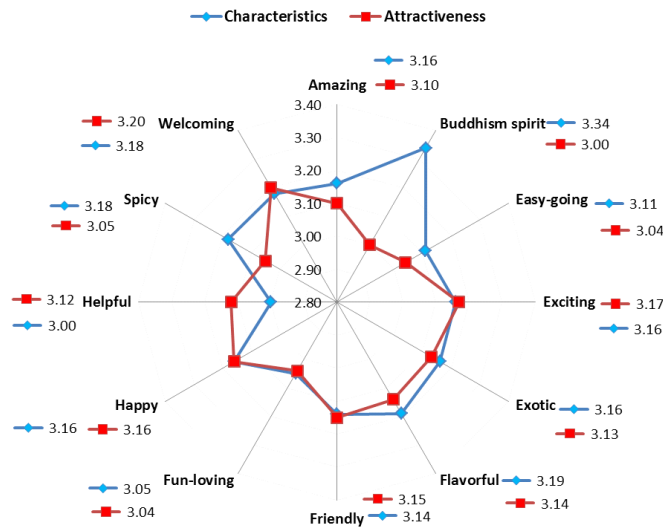 Characteristics Attractiveness
3.16
Amazing 3.10
3.40
3.20 Welcoming
3.18
3.30
Buddhism spirit 3.34
3.00
3.20
3.18 Spicy
3.05
3.10
Easy-going 3.11
3.04
3.00
2.90
3.12 Helpful
3.00
2.80
Exciting 3.17
3.16
Happy
3.16 3.16
Exotic 3.16
3.13
Fun-loving
3.05
3.04
Flavorful 3.19
3.14
Friendly 3.15
3.14